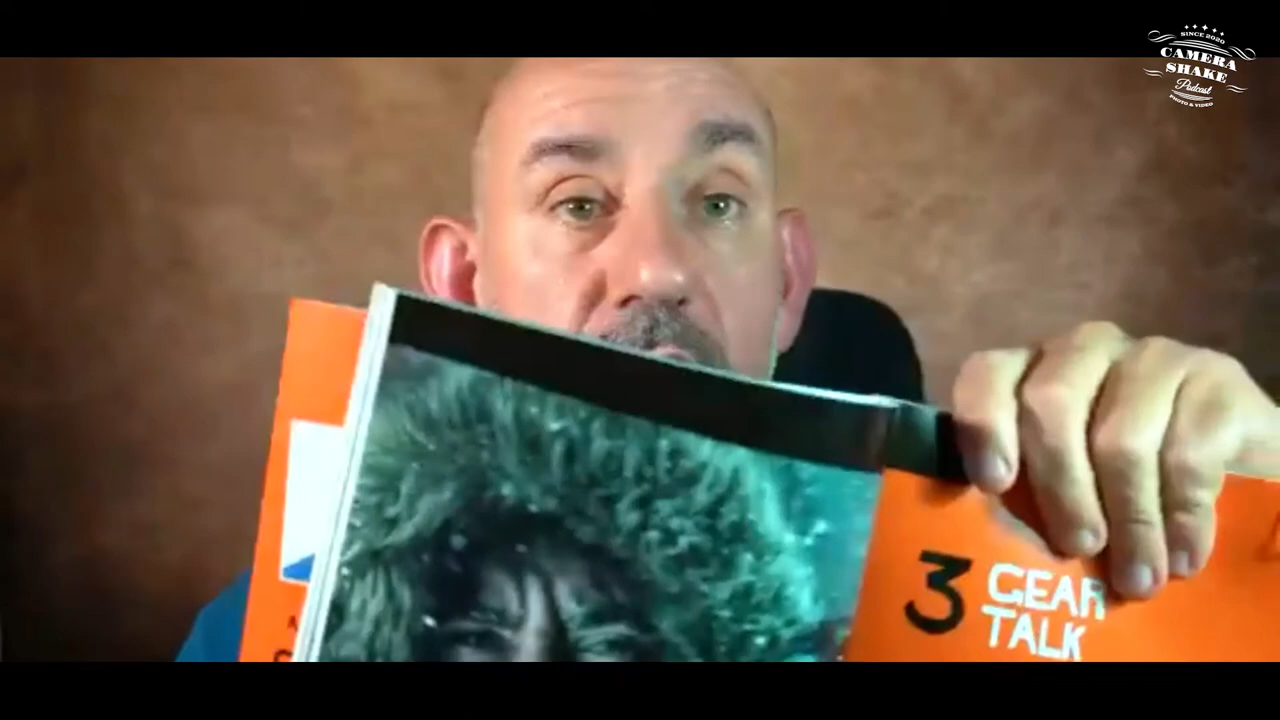 SINCE 2020
CAMERA
SHAKE
Podcast
PHOTO & VIDEO
3 GEAR
TALK